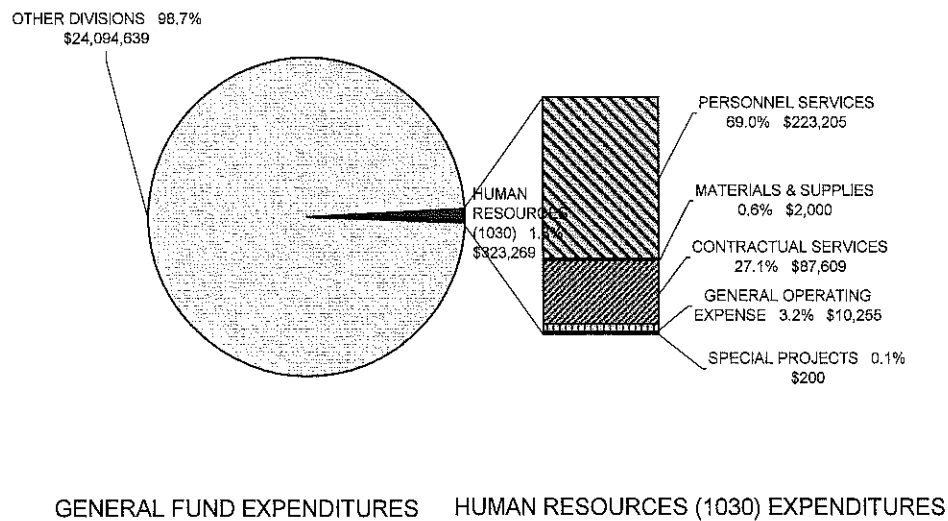 OTHER DIVISIONS 98.7%
$24,094,639
HUMAN
RESOURCES
(1030) 1.3%
$323,269
PERSONNEL SERVICES
69.0% $223,205
MATERIALS & SUPPLIES
0.6% $2,000
CONTRACTUAL SERVICES
27.1% $87,609
GENERAL OPERATING
EXPENSE 3.2% $10,255
SPECIAL PROJECTS 0.1%
$200
GENERAL FUND EXPENDITURES
HUMAN RESOURCES (1030) EXPENDITURES